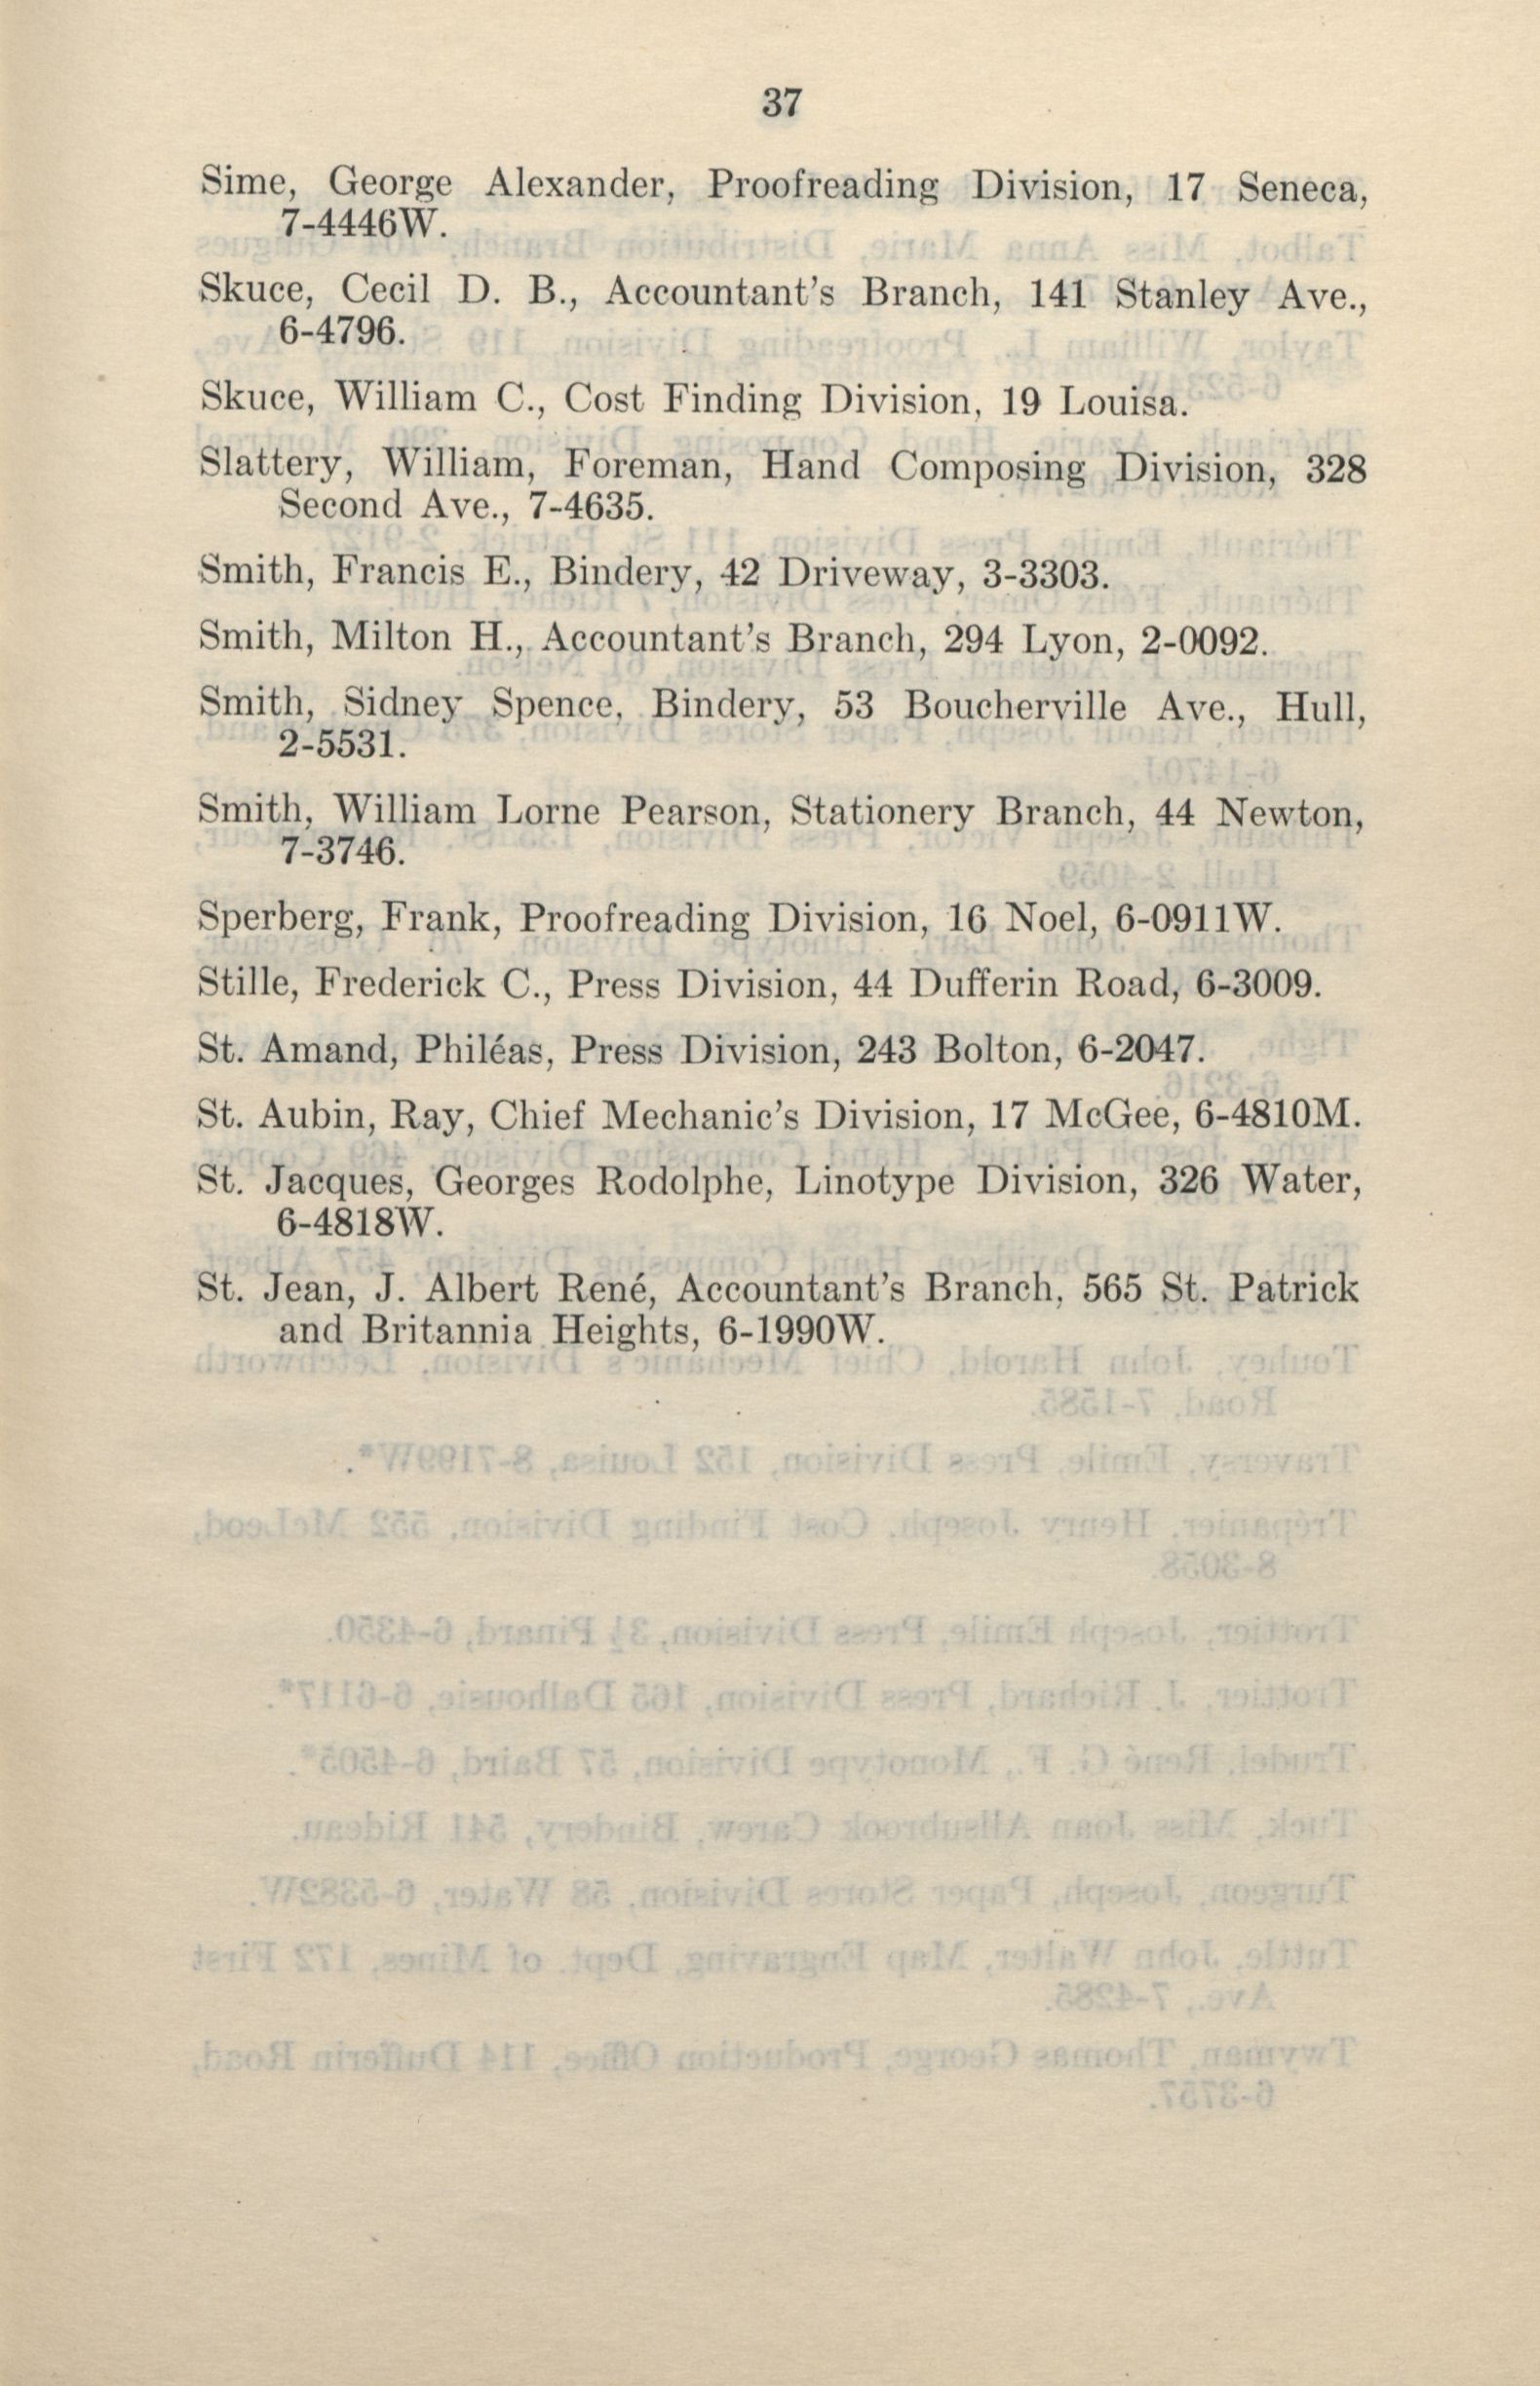 37
Sime, George Alexander, Proofreading Division, 17 Seneca,
7-4446W.
Skuce, Cecil D. B., Accountant's Branch, 141 Stanley Ave.,
6-4796.
Skuce, William C., Cost Finding Division, 19 Louisa.
Slattery, William, Foreman, Hand Composing Division, 328
Second Ave., 7-4635.
Smith, Francis E., Bindery, 42 Driveway, 3-3303.
Smith, Milton H., Accountant's Branch, 294 Lyon, 2-0092.
Smith, Sidney Spence, Bindery, 53 Boucherville Ave., Hull,
2-5531.
Smith, William Lorne Pearson, Stationery Branch, 44 Newton,
7-3746.
Sperberg, Frank, Proofreading Division, 16 Noel, 6-0911W.
Stille, Frederick C., Press Division, 44 Dufferin Road, 6-3009.
St. Amand, Philéas, Press Division, 243 Bolton, 6-2047.
St. Aubin, Ray, Chief Mechanic's Division, 17 McGee, 6-4810M.
St. Jacques, Georges Rodolphe, Linotype Division, 326 Water,
6-4818W.
St. Jean, J. Albert René, Accountant's Branch, 565 St. Patrick
and Britannia Heights, 6-1990W.